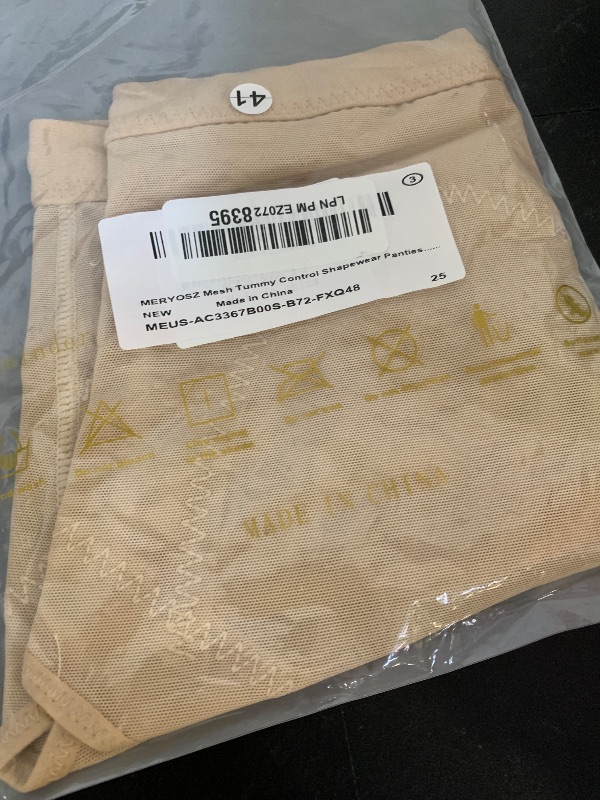 41
3
LPN PM EZ0728395
MERYOSZ Mesh Tummy Control Shapewear Panties......
NEW Made in China
MEUS-AC3367B00S-B72-FXQ48
25
MADE IN CHINA